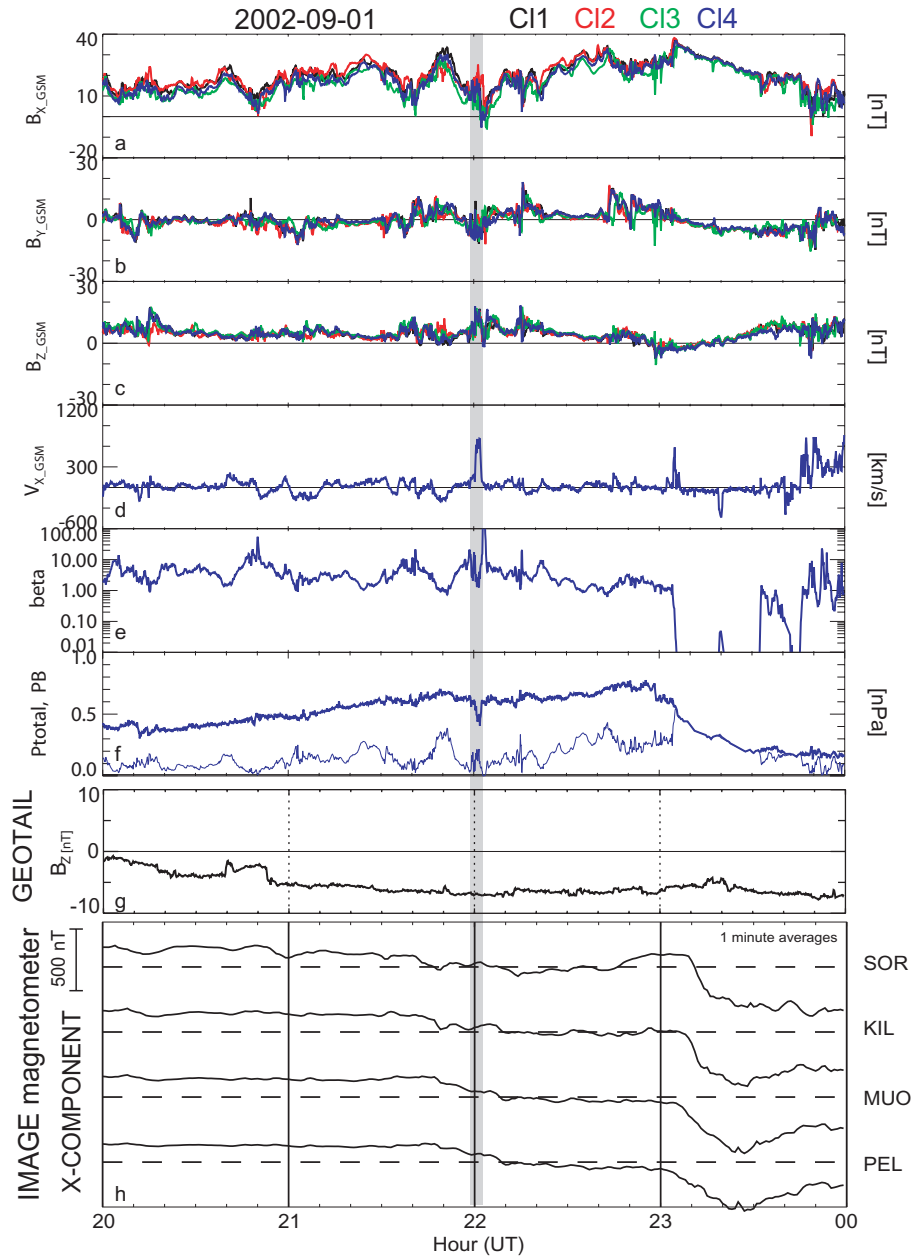 2002-09-01 Cl1 Cl2 Cl3 Cl4
40
10
-20
B_X_GSM
[nT]
a
30
0
-30
B_Y_GSM
[nT]
b
30
0
-30
B_Z_GSM
[nT]
c
1200
300
-600
V_X_GSM
[km/s]
d
100.00
10.00
1.00
0.10
0.01
beta
e
1.0
0.5
0.0
Ptotal, PB
[nPa]
f
10
0
-10
GEOTAIL
B_Z [nT]
g
IMAGE magnetometer
X-COMPONENT
500 nT
1 minute averages
SOR
KIL
MUO
PEL
h
20 21 22 23 00
Hour (UT)